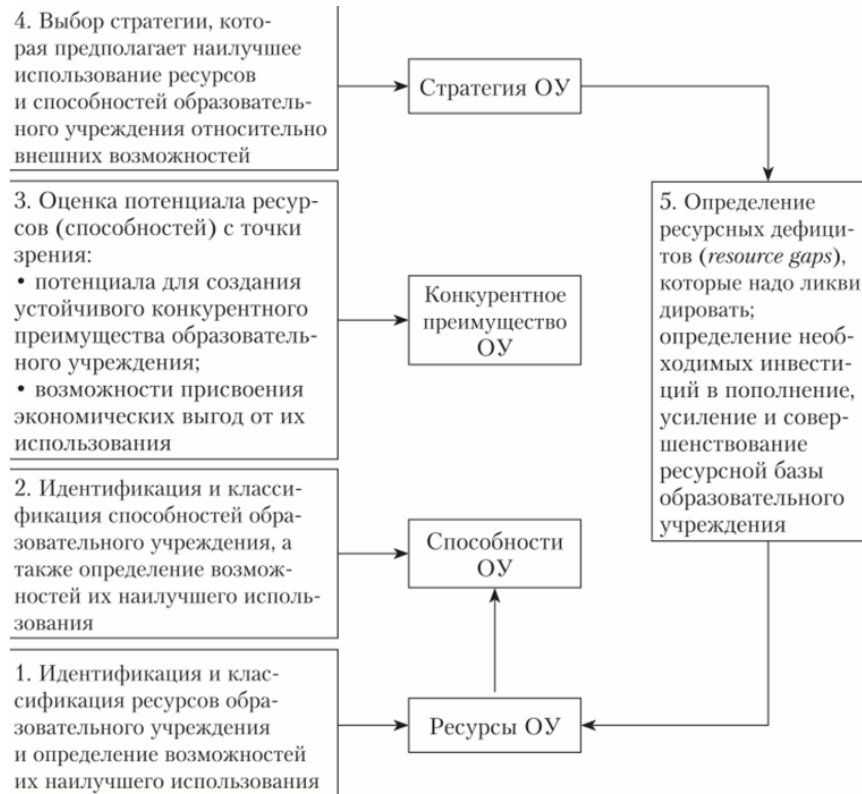 4. Выбор стратегии, кото-
рая предполагает наилучшее
использование ресурсов
и способностей образователь-
ного учреждения относительно
внешних возможностей
Стратегия ОУ
3. Оценка потенциала ресур-
сов (способностей) с точки
зрения:
• потенциала для создания
устойчивого конкурентного
преимущества образователь-
ного учреждения;
• возможности присвоения
экономических выгод от их
использования
Конкурентное
преимущество
ОУ
5. Определение
ресурсных дефици-
тов (resource gaps),
которые надо ликви
дировать;
определение необ-
ходимых инвести-
ций в пополнение,
усиление и совер-
шенствование
ресурсной базы
образовательного
учреждения
2. Идентификация и класси-
фикация способностей обра-
зовательного учреждения, а
также определение возмож-
ностей их наилучшего исполь-
зования
Способности
ОУ
1. Идентификация и клас-
сификация ресурсов обра-
зовательного учреждения
и определение возможностей
их наилучшего использования
Ресурсы ОУ